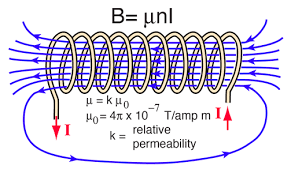 B= μnI
μ = k μ₀
μ₀= 4π x 10⁻⁷ T/amp m
I
I
k = relative
permeability